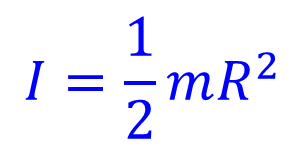 I = 1/2 mR²